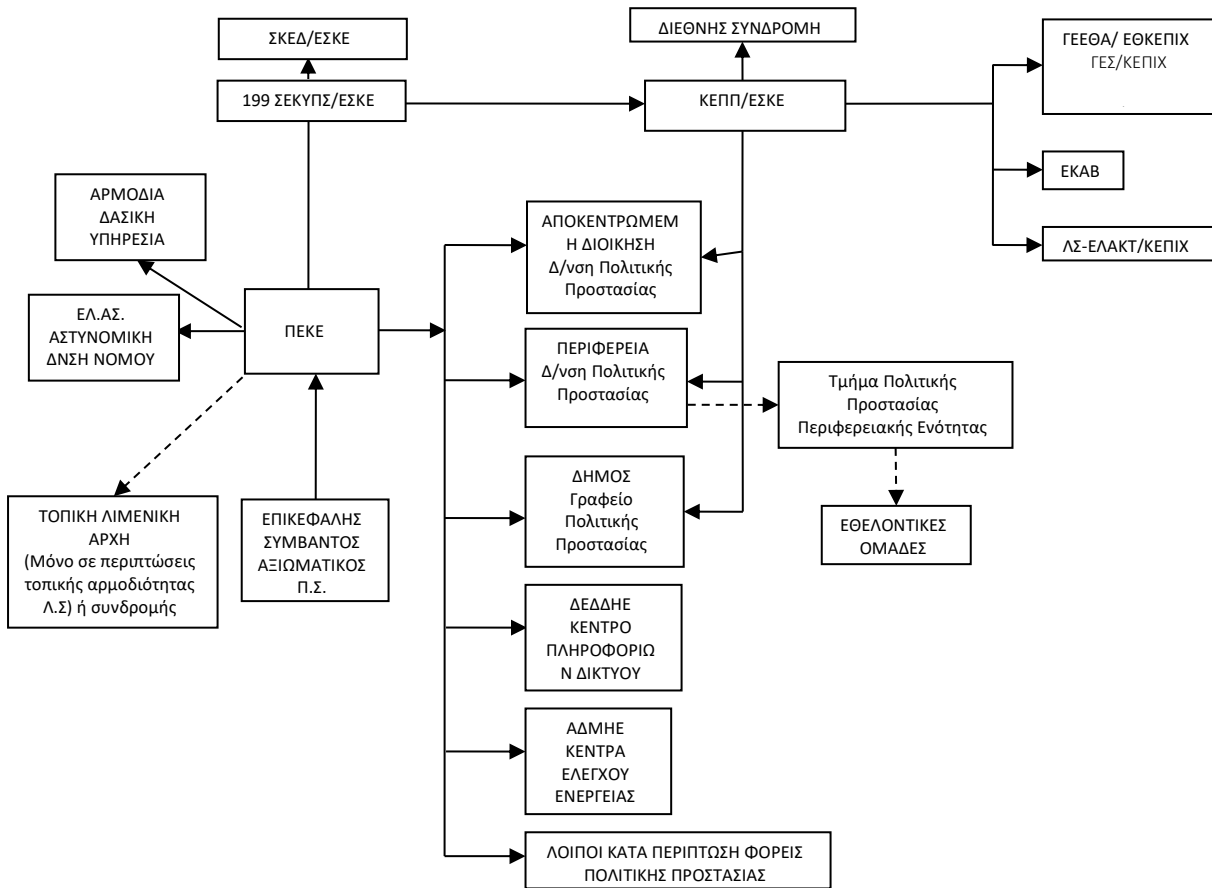 ΣΚΕΔ/ΕΣΚΕ
ΔΙΕΘΝΗΣ ΣΥΝΔΡΟΜΗ
ΓΕΕΘΑ/ ΕΘΚΕΠΙΧ
ΓΕΣ/ΚΕΠΙΧ
199 ΣΕΚΥΠΣ/ΕΣΚΕ
ΚΕΠΠ/ΕΣΚΕ
ΕΚΑΒ
ΛΣ-ΕΛΑΚΤ/ΚΕΠΙΧ
ΑΡΜΟΔΙΑ
ΔΑΣΙΚΗ
ΥΠΗΡΕΣΙΑ
ΕΛ.ΑΣ.
ΑΣΤΥΝΟΜΙΚΗ
ΔΝΣΗ ΝΟΜΟΥ
ΠΕΚΕ
ΤΟΠΙΚΗ ΛΙΜΕΝΙΚΗ
ΑΡΧΗ
(Μόνο σε περιπτώσεις
τοπικής αρμοδιότητας
Λ.Σ) ή συνδρομής
ΕΠΙΚΕΦΑΛΗΣ
ΣΥΜΒΑΝΤΟΣ
ΑΞΙΩΜΑΤΙΚΟΣ
Π.Σ.
ΑΠΟΚΕΝΤΡΩΜΕΜ
Η ΔΙΟΙΚΗΣΗ
Δ/νση Πολιτικής
Προστασίας
ΠΕΡΙΦΕΡΕΙΑ
Δ/νση Πολιτικής
Προστασίας
Τμήμα Πολιτικής
Προστασίας
Περιφερειακής Ενότητας
ΕΘΕΛΟΝΤΙΚΕΣ
ΟΜΑΔΕΣ
ΔΗΜΟΣ
Γραφείο
Πολιτικής
Προστασίας
ΔΕΔΔΗΕ
ΚΕΝΤΡΟ
ΠΛΗΡΟΦΟΡΙΩ
Ν ΔΙΚΤΥΟΥ
ΑΔΜΗΕ
ΚΕΝΤΡΑ
ΕΛΕΓΧΟΥ
ΕΝΕΡΓΕΙΑΣ
ΛΟΙΠΟΙ ΚΑΤΑ ΠΕΡΙΠΤΩΣΗ ΦΟΡΕΙΣ
ΠΟΛΙΤΙΚΗΣ ΠΡΟΣΤΑΣΙΑΣ